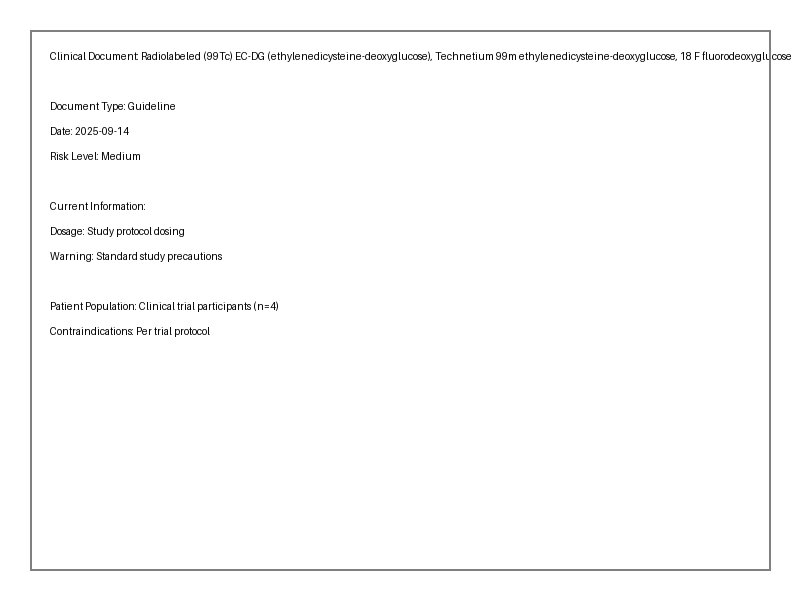 Clinical Document: Radiolabeled (99Tc) EC-DG (ethylenedicysteine-deoxyglucose), Technetium 99m ethylenedicysteine-deoxyglucose, 18 F fluorodeoxyglucose
Document Type: Guideline
Date: 2025-09-14
Risk Level: Medium
Current Information:
Dosage: Study protocol dosing
Warning: Standard study precautions
Patient Population: Clinical trial participants (n=4)
Contraindications: Per trial protocol